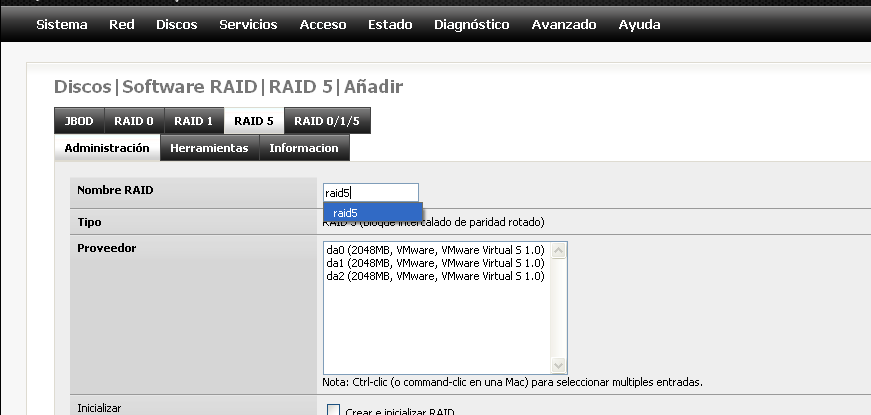 Sistema Red Discos Servicios Acceso Estado Diagnóstico Avanzado Ayuda
Discos|Software RAID|RAID 5|Añadir
JBOD RAID 0 RAID 1 RAID 5 RAID 0/1/5
Administración Herramientas Informacion
Nombre RAID raid5
raid5
Tipo RAID 5 (bloque intercalado de paridad rotado)
Proveedor
da0 (2048MB, VMware, VMware Virtual S 1.0)
da1 (2048MB, VMware, VMware Virtual S 1.0)
da2 (2048MB, VMware, VMware Virtual S 1.0)
Nota: Ctrl-clic (o command-clic en una Mac) para seleccionar multiples entradas.
Inicializar Crear e inicializar RAID